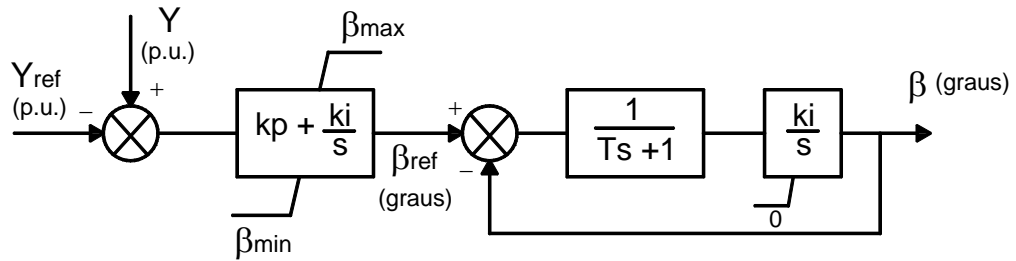 Y
(p.u.)
βmax
Yref
(p.u.)
+
−
kp + ki/s
βref
(graus)
βmin
+
−
1
Ts +1
ki
s
0
β (graus)